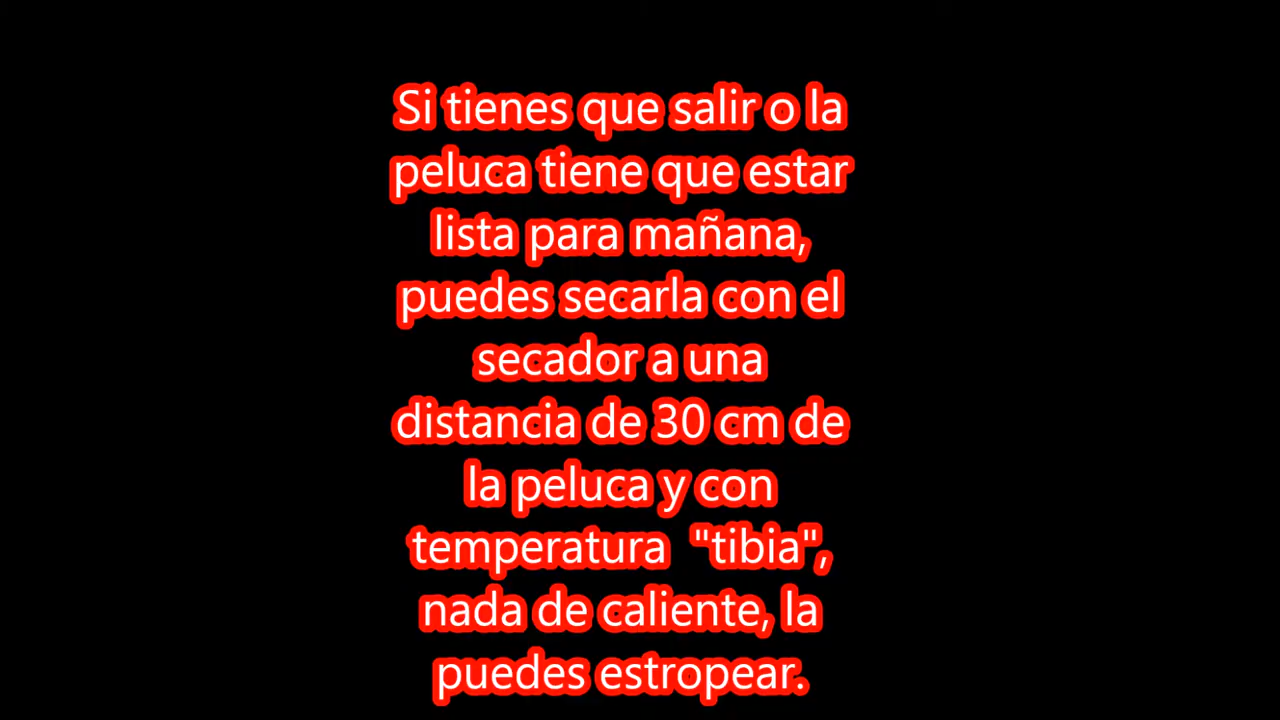 Si tienes que salir o la
peluca tiene que estar
lista para mañana,
puedes secarla con el
secador a una
distancia de 30 cm de
la peluca y con
temperatura  "tibia",
nada de caliente, la
puedes estropear.